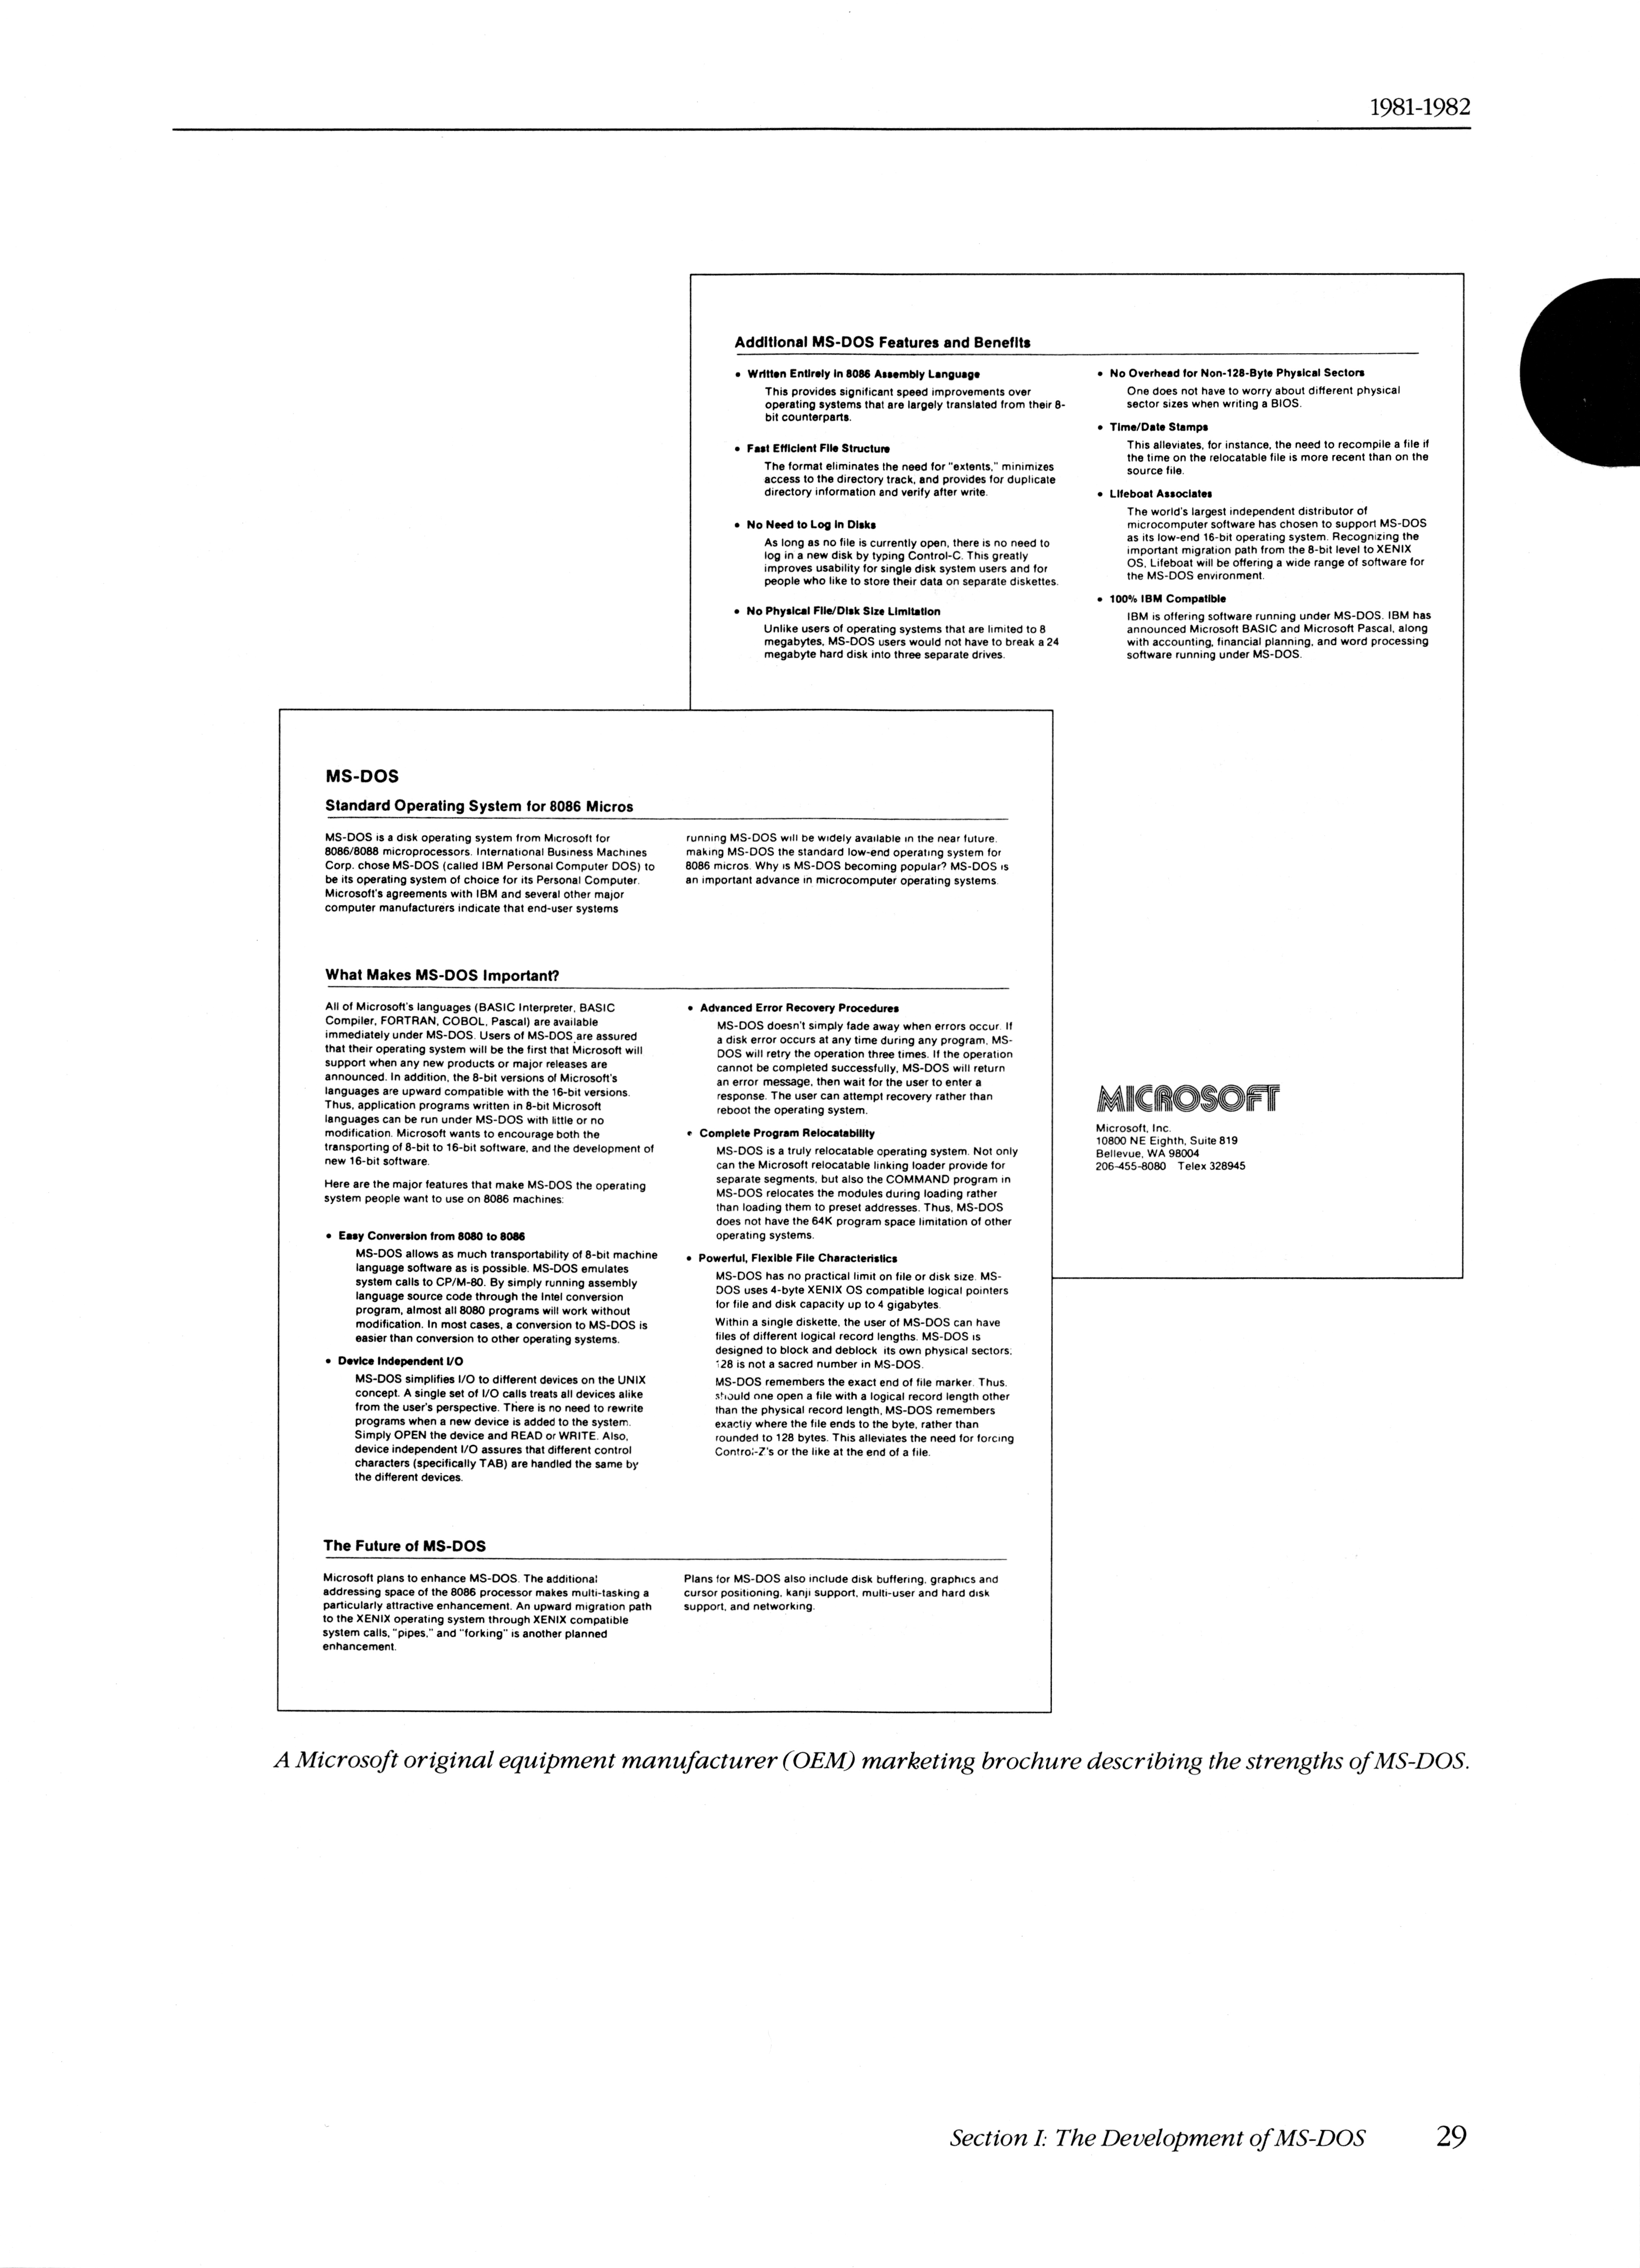 1981-1982
Additional MS-DOS Features and Benefits
• Written Entirely in 8086 Assembly Language
This provides significant speed improvements over
operating systems that are largely translated from their 8-
bit counterparts.
• Fast Efficient File Structure
The format eliminates the need for "extents," minimizes
access to the directory track, and provides for duplicate
directory information and verify after write.
• No Need to Log in Disks
As long as no file is currently open, there is no need to
log in a new disk by typing Control-C. This greatly
improves usability for single disk system users and for
people who like to store their data on separate diskettes.
• No Physical File/Disk Size Limitation
Unlike users of operating systems that are limited to 8
megabytes, MS-DOS users would not have to break a 24
megabyte hard disk into three separate drives.
• No Overhead for Non-128-Byte Physical Sectors
One does not have to worry about different physical
sector sizes when writing a BIOS.
• Time/Date Stamps
This alleviates, for instance, the need to recompile a file if
the time on the relocatable file is more recent than on the
source file.
• Lifeboat Associates
The world's largest independent distributor of
microcomputer software has chosen to support MS-DOS
as its low-end 16-bit operating system. Recognizing the
important migration path from the 8-bit level to XENIX
OS, Lifeboat will be offering a wide range of software for
the MS-DOS environment.
• 100% IBM Compatible
IBM is offering software running under MS-DOS. IBM has
announced Microsoft BASIC and Microsoft Pascal, along
with accounting, financial planning, and word processing
software running under MS-DOS.
MICROSOFT
Microsoft, Inc.
10800 NE Eighth, Suite 819
Bellevue, WA 98004
206-455-8080 Telex 328945
MS-DOS
Standard Operating System for 8086 Micros
MS-DOS is a disk operating system from Microsoft for
8086/8088 microprocessors. International Business Machines
Corp. chose MS-DOS (called IBM Personal Computer DOS) to
be its operating system of choice for its Personal Computer.
Microsoft's agreements with IBM and several other major
computer manufacturers indicate that end-user systems
running MS-DOS will be widely available in the near future,
making MS-DOS the standard low-end operating system for
8086 micros. Why is MS-DOS becoming popular? MS-DOS is
an important advance in microcomputer operating systems.
What Makes MS-DOS Important?
All of Microsoft's languages (BASIC Interpreter, BASIC
Compiler, FORTRAN, COBOL, Pascal) are available
immediately under MS-DOS. Users of MS-DOS are assured
that their operating system will be the first that Microsoft will
support when any new products or major releases are
announced. In addition, the 8-bit versions of Microsoft's
languages are upward compatible with the 16-bit versions.
Thus, application programs written in 8-bit Microsoft
languages can be run under MS-DOS with little or no
modification. Microsoft wants to encourage both the
transporting of 8-bit to 16-bit software, and the development of
new 16-bit software.
Here are the major features that make MS-DOS the operating
system people want to use on 8086 machines:
• Easy Conversion from 8080 to 8086
MS-DOS allows as much transportability of 8-bit machine
language software as is possible. MS-DOS emulates
system calls to CP/M-80. By simply running assembly
language source code through the Intel conversion
program, almost all 8080 programs will work without
modification. In most cases, a conversion to MS-DOS is
easier than conversion to other operating systems.
• Device Independent I/O
MS-DOS simplifies I/O to different devices on the UNIX
concept. A single set of I/O calls treats all devices alike
from the user's perspective. There is no need to rewrite
programs when a new device is added to the system.
Simply OPEN the device and READ or WRITE. Also,
device independent I/O assures that different control
characters (specifically TAB) are handled the same by
the different devices.
• Advanced Error Recovery Procedures
MS-DOS doesn't simply fade away when errors occur. If
a disk error occurs at any time during any program, MS-
DOS will retry the operation three times. If the operation
cannot be completed successfully, MS-DOS will return
an error message, then wait for the user to enter a
response. The user can attempt recovery rather than
reboot the operating system.
• Complete Program Relocatability
MS-DOS is a truly relocatable operating system. Not only
can the Microsoft relocatable linking loader provide for
separate segments, but also the COMMAND program in
MS-DOS relocates the modules during loading rather
than loading them to preset addresses. Thus, MS-DOS
does not have the 64K program space limitation of other
operating systems.
• Powerful, Flexible File Characteristics
MS-DOS has no practical limit on file or disk size. MS-
DOS uses 4-byte XENIX OS compatible logical pointers
for file and disk capacity up to 4 gigabytes.
Within a single diskette, the user of MS-DOS can have
files of different logical record lengths. MS-DOS is
designed to block and deblock its own physical sectors;
128 is not a sacred number in MS-DOS.
MS-DOS remembers the exact end of file marker. Thus,
should one open a file with a logical record length other
than the physical record length, MS-DOS remembers
exactly where the file ends to the byte, rather than
rounded to 128 bytes. This alleviates the need for forcing
Control-Z's or the like at the end of a file.
The Future of MS-DOS
Microsoft plans to enhance MS-DOS. The additional
addressing space of the 8086 processor makes multi-tasking a
particularly attractive enhancement. An upward migration path
to the XENIX operating system through XENIX compatible
system calls, "pipes," and "forking" is another planned
enhancement.
Plans for MS-DOS also include disk buffering, graphics and
cursor positioning, kanji support, multi-user and hard disk
support, and networking.
A Microsoft original equipment manufacturer (OEM) marketing brochure describing the strengths of MS-DOS.
Section I: The Development of MS-DOS 29